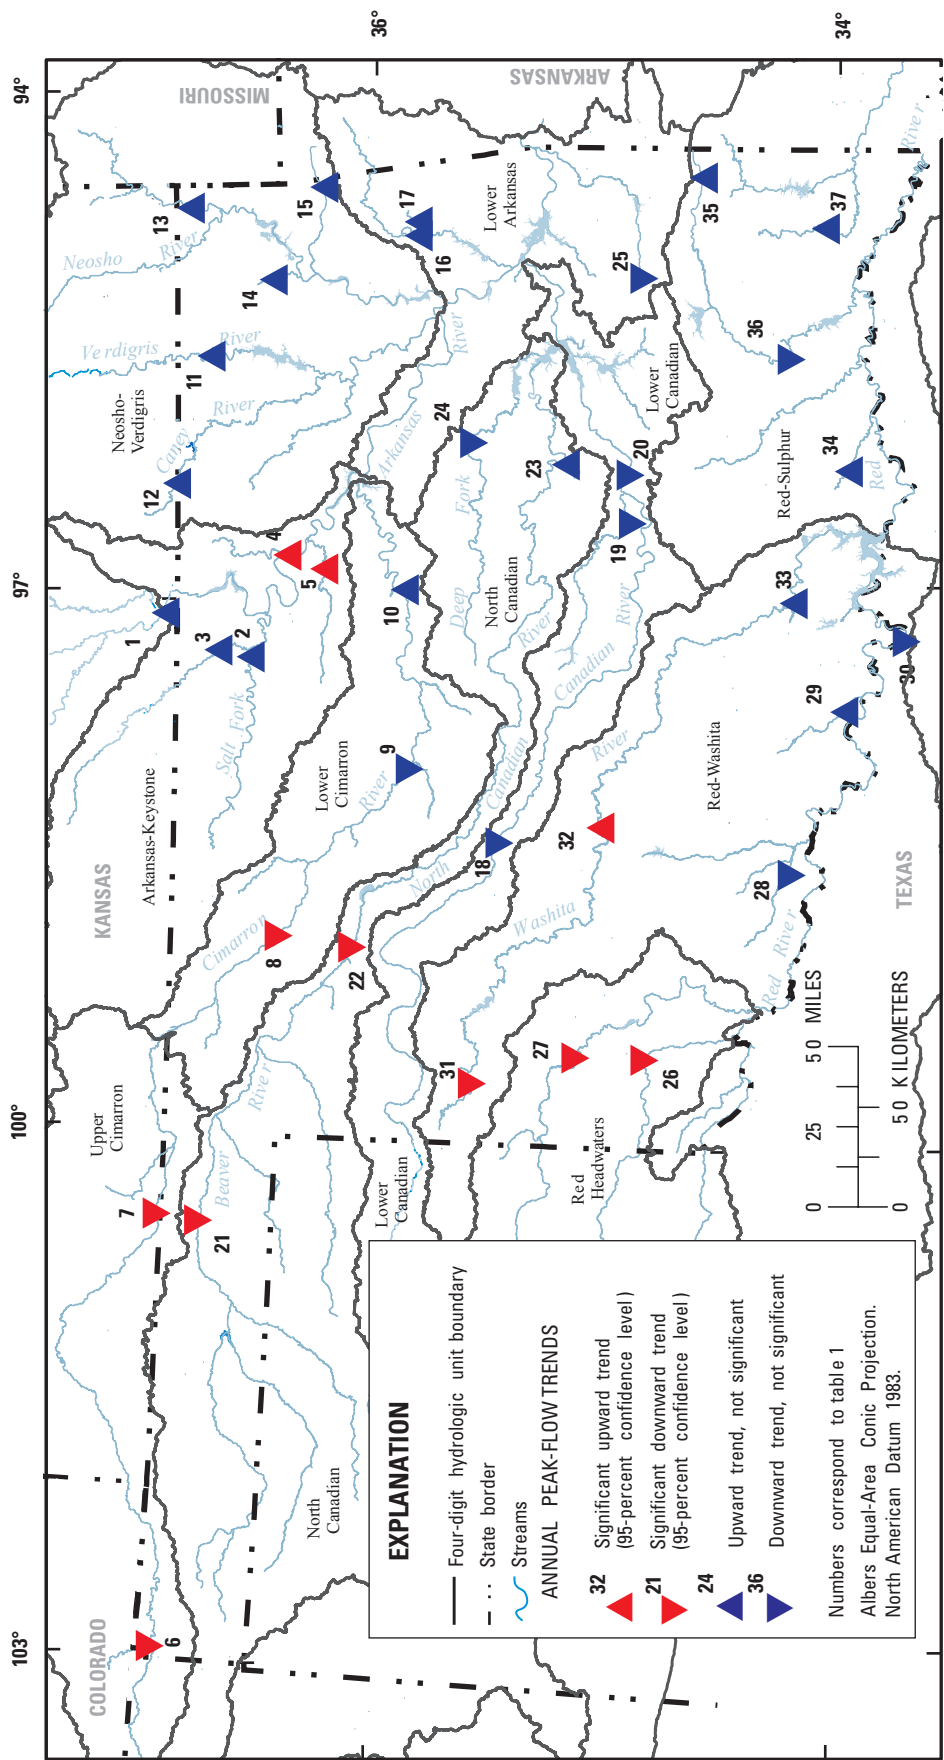 103°
100°
97°
94°
36°
34°
COLORADO
KANSAS
MISSOURI
ARKANSAS
TEXAS
Upper
Cimarron
Arkansas-Keystone
Neosho-
Verdigris
Lower
Cimarron
North
Canadian
North
Canadian
Lower
Canadian
Lower
Canadian
Lower
Arkansas
Red
Headwaters
Red-Washita
Red-Sulphur
Beaver
River
Cimarron
River
Salt Fork
Arkansas
River
Caney
River
Verdigris
River
Neosho
River
North
Canadian
River
Deep
Fork
Canadian
River
Washita
River
Red River
Red
River
1
2
3
4
5
6
7
8
9
10
11
12
13
14
15
16
17
18
19
20
21
22
23
24
25
26
27
28
29
30
31
32
33
34
35
36
37
0 25 50 MILES
0 50 KILOMETERS
EXPLANATION
Four-digit hydrologic unit boundary
State border
Streams
ANNUAL PEAK-FLOW TRENDS
32 Significant upward trend
(95-percent confidence level)
21 Significant downward trend
(95-percent confidence level)
24 Upward trend, not significant
36 Downward trend, not significant
Numbers correspond to table 1
Albers Equal-Area Conic Projection.
North American Datum 1983.